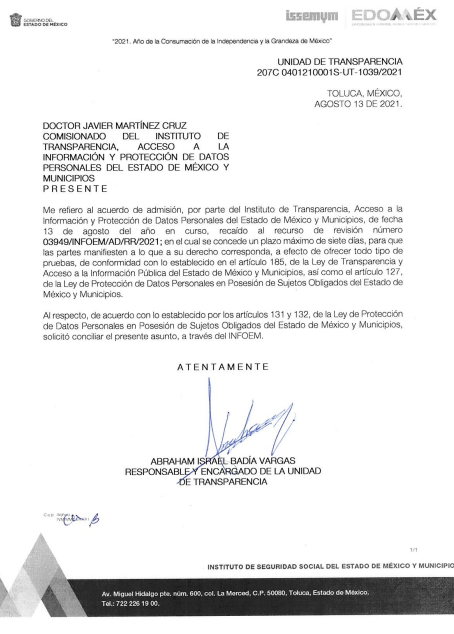 GOBIERNO DEL
ESTADO DE MÉXICO
issemym
EDOMÉX
"2021. Año de la Consumación de la Independencia y la Grandeza de México"
UNIDAD DE TRANSPARENCIA
207C 0401210001S-UT-1039/2021
TOLUCA, MÉXICO,
AGOSTO 13 DE 2021.
DOCTOR JAVIER MARTÍNEZ CRUZ
COMISIONADO DEL INSTITUTO DE
TRANSPARENCIA, ACCESO A LA
INFORMACIÓN Y PROTECCIÓN DE DATOS
PERSONALES DEL ESTADO DE MÉXICO Y
MUNICIPIOS
P R E S E N T E
Me refiero al acuerdo de admisión, por parte del Instituto de Transparencia, Acceso a la
Información y Protección de Datos Personales del Estado de México y Municipios, de fecha
13 de agosto del año en curso, recaído al recurso de revisión número
03949/INFOEM/AD/RR/2021; en el cual se concede un plazo máximo de siete días, para que
las partes manifiesten a lo que a su derecho corresponda, a efecto de ofrecer todo tipo de
pruebas, de conformidad con lo establecido en el artículo 185, de la Ley de Transparencia y
Acceso a la Información Pública del Estado de México y Municipios, así como el artículo 127,
de la Ley de Protección de Datos Personales en Posesión de Sujetos Obligados del Estado de
México y Municipios.
Al respecto, de acuerdo con lo establecido por los artículos 131 y 132, de la Ley de Protección
de Datos Personales en Posesión de Sujetos Obligados del Estado de México y Municipios,
solicitó conciliar el presente asunto, a través del INFOEM.
A T E N T A M E N T E
ABRAHAM ISRAEL BADÍA VARGAS
RESPONSABLE Y ENCARGADO DE LA UNIDAD
DE TRANSPARENCIA
1/1
INSTITUTO DE SEGURIDAD SOCIAL DEL ESTADO DE MÉXICO Y MUNICIPIO
Av. Miguel Hidalgo pte. núm. 600, col. La Merced, C.P. 50080, Toluca, Estado de México.
Tel.: 722 226 19 00.